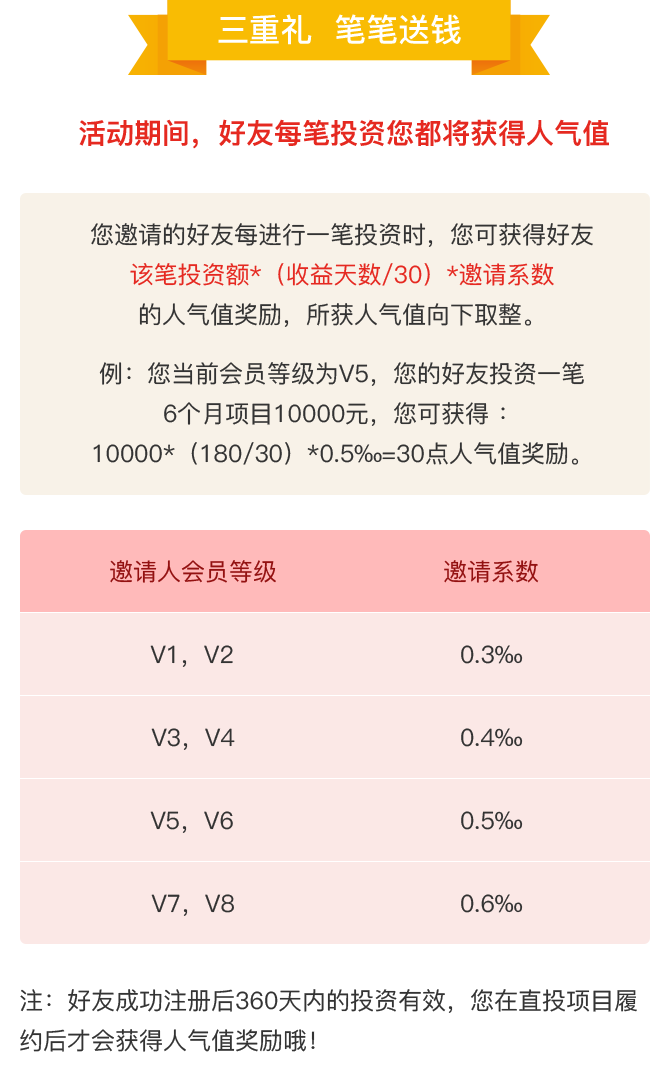 三重礼 笔笔送钱
活动期间，好友每笔投资您都将获得人气值
您邀请的好友每进行一笔投资时，您可获得好友
该笔投资额*（收益天数/30）*邀请系数
的人气值奖励，所获人气值向下取整。
例：您当前会员等级为V5，您的好友投资一笔
6个月项目10000元，您可获得：
10000*（180/30）*0.5‰=30点人气值奖励。
邀请人会员等级 邀请系数
V1，V2 0.3‰
V3，V4 0.4‰
V5，V6 0.5‰
V7，V8 0.6‰
注：好友成功注册后360天内的投资有效，您在直投项目履
约后才会获得人气值奖励哦！